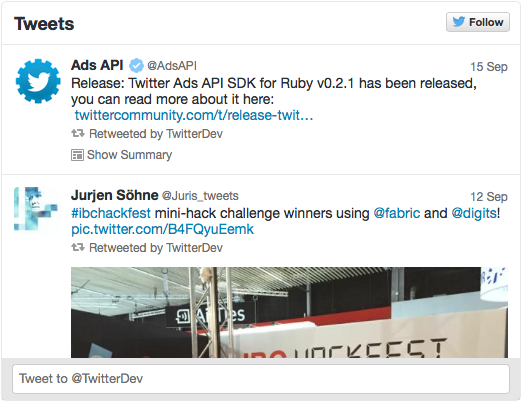 Tweets
Follow
Ads API @AdsAPI 15 Sep
Release: Twitter Ads API SDK for Ruby v0.2.1 has been released,
you can read more about it here:
twittercommunity.com/t/release-twit…
Retweeted by TwitterDev
Show Summary
Jurjen Söhne @Juris_tweets 12 Sep
#ibchackfest mini-hack challenge winners using @fabric and @digits!
pic.twitter.com/B4FQyuEemk
Retweeted by TwitterDev
AirTies
IBC HACKFEST
Tweet to @TwitterDev